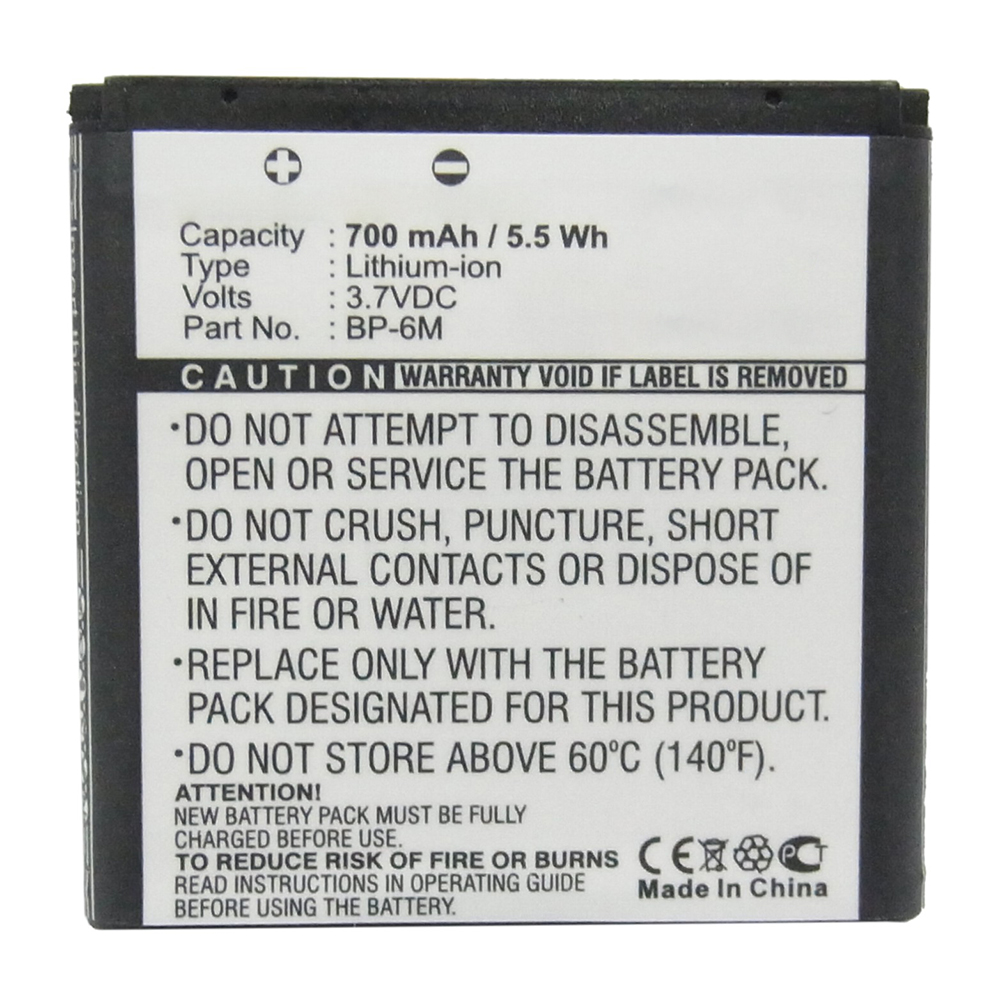 Capacity : 700 mAh / 5.5 Wh
Type : Lithium-ion
Volts : 3.7VDC
Part No. : BP-6M
CAUTION WARRANTY VOID IF LABEL IS REMOVED
•DO NOT ATTEMPT TO DISASSEMBLE,
OPEN OR SERVICE THE BATTERY PACK.
•DO NOT CRUSH, PUNCTURE, SHORT
EXTERNAL CONTACTS OR DISPOSE OF
IN FIRE OR WATER.
•REPLACE ONLY WITH THE BATTERY
PACK DESIGNATED FOR THIS PRODUCT.
•DO NOT STORE ABOVE 60ºC (140ºF).
ATTENTION!
NEW BATTERY PACK MUST BE FULLY
CHARGED BEFORE USE.
TO REDUCE RISK OF FIRE OR BURNS
READ INSTRUCTIONS IN OPERATING GUIDE
BEFORE USING THE BATTERY.
CE PCT
Made In China